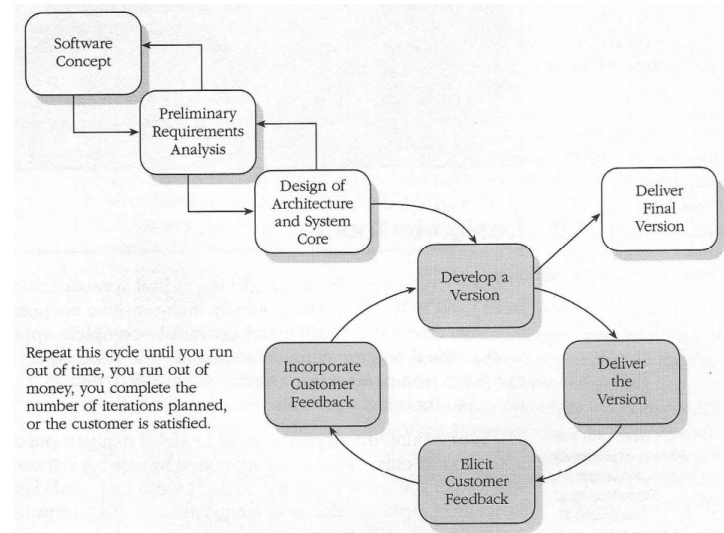 Software
Concept
Preliminary
Requirements
Analysis
Design of
Architecture
and System
Core
Deliver
Final
Version
Develop a
Version
Incorporate
Customer
Feedback
Deliver
the
Version
Elicit
Customer
Feedback
Repeat this cycle until you run
out of time, you run out of
money, you complete the
number of iterations planned,
or the customer is satisfied.